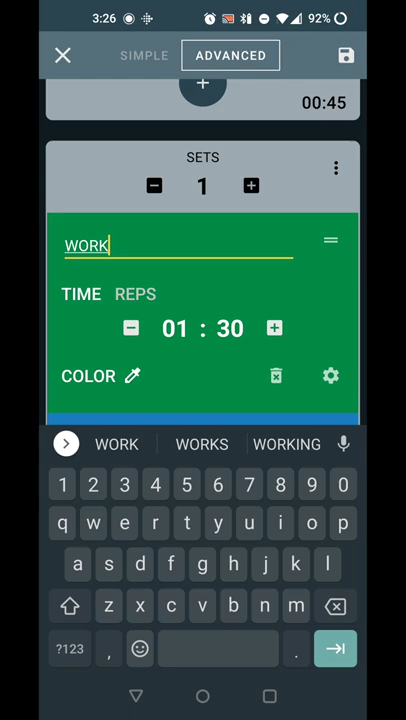 3:26 92%
SIMPLE ADVANCED
+
00:45
SETS
1
WORK
TIME REPS
01 : 30
COLOR
WORK WORKS WORKING
1 2 3 4 5 6 7 8 9 0
q w e r t y u i o p
a s d f g h j k l
z x c v b n m
?123 , .